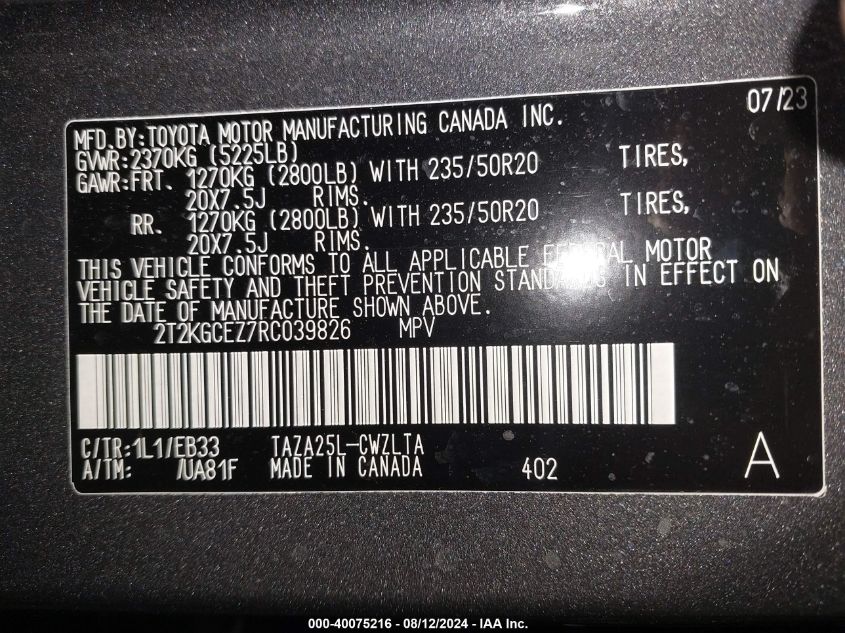 07/23
MFD.BY:TOYOTA MOTOR MANUFACTURING CANADA INC.
GVWR:2370KG (5225LB)
GAWR:FRT. 1270KG (2800LB) WITH 235/50R20 TIRES,
20X7.5J RIMS.
RR. 1270KG (2800LB) WITH 235/50R20 TIRES,
20X7.5J RIMS.
THIS VEHICLE CONFORMS TO ALL APPLICABLE FEDERAL MOTOR
VEHICLE SAFETY AND THEFT PREVENTION STANDARDS IN EFFECT ON
THE DATE OF MANUFACTURE SHOWN ABOVE.
2T2KGCEZ7RC039826 MPV
C/TR:1L1/EB33 TAZA25L-CWZLTA
A/TM: /UA81F MADE IN CANADA 402 A
000-40075216 - 08/12/2024 - IAA Inc.